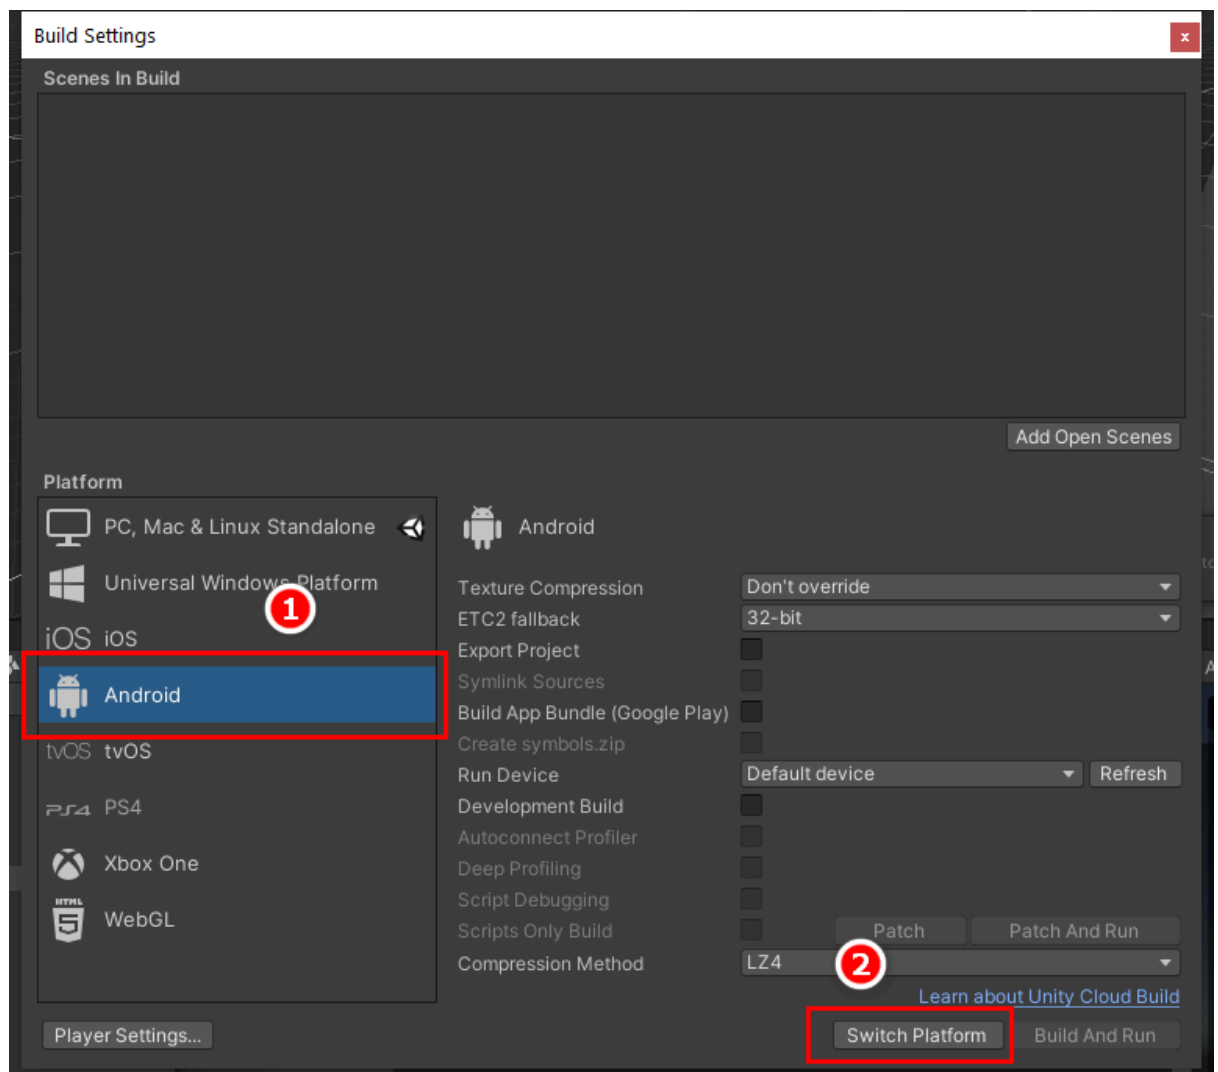 Build Settings
x
Scenes In Build
Add Open Scenes
Platform
PC, Mac & Linux Standalone
Universal Windows Platform
1
iOS iOS
Android
tvOS tvOS
PS4 PS4
Xbox One
HTML 5 WebGL
Android
Texture Compression Don't override
ETC2 fallback 32-bit
Export Project
Symlink Sources
Build App Bundle (Google Play)
Create symbols.zip
Run Device Default device Refresh
Development Build
Autoconnect Profiler
Deep Profiling
Script Debugging
Scripts Only Build Patch Patch And Run
Compression Method LZ4
2
Learn about Unity Cloud Build
Player Settings... Switch Platform Build And Run